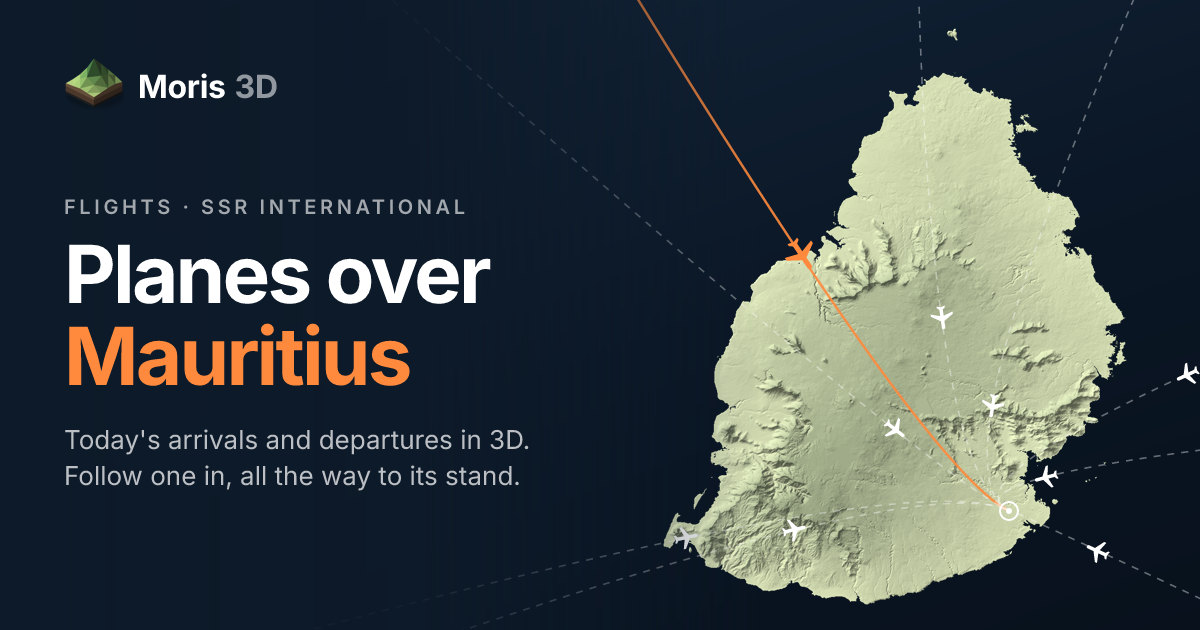 Moris 3D
FLIGHTS · SSR INTERNATIONAL
Planes over
Mauritius
Today's arrivals and departures in 3D.
Follow one in, all the way to its stand.